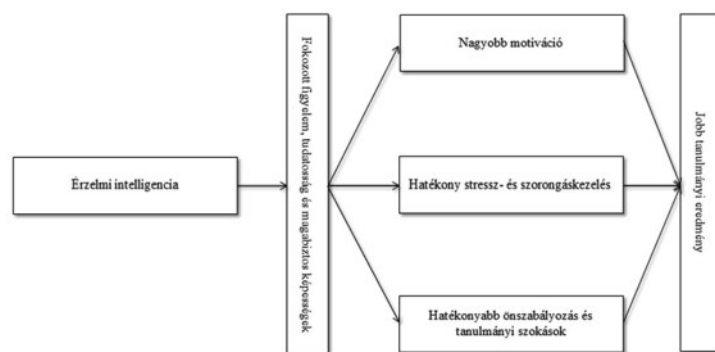 Érzelmi intelligencia
Fokozott figyelem, tudatosság és magabiztos
képességek
Nagyobb motiváció
Hatékony stressz- és szorongáskezelés
Hatékonyabb önszabályozás és
tanulmányi szokások
Jobb tanulmányi eredmény